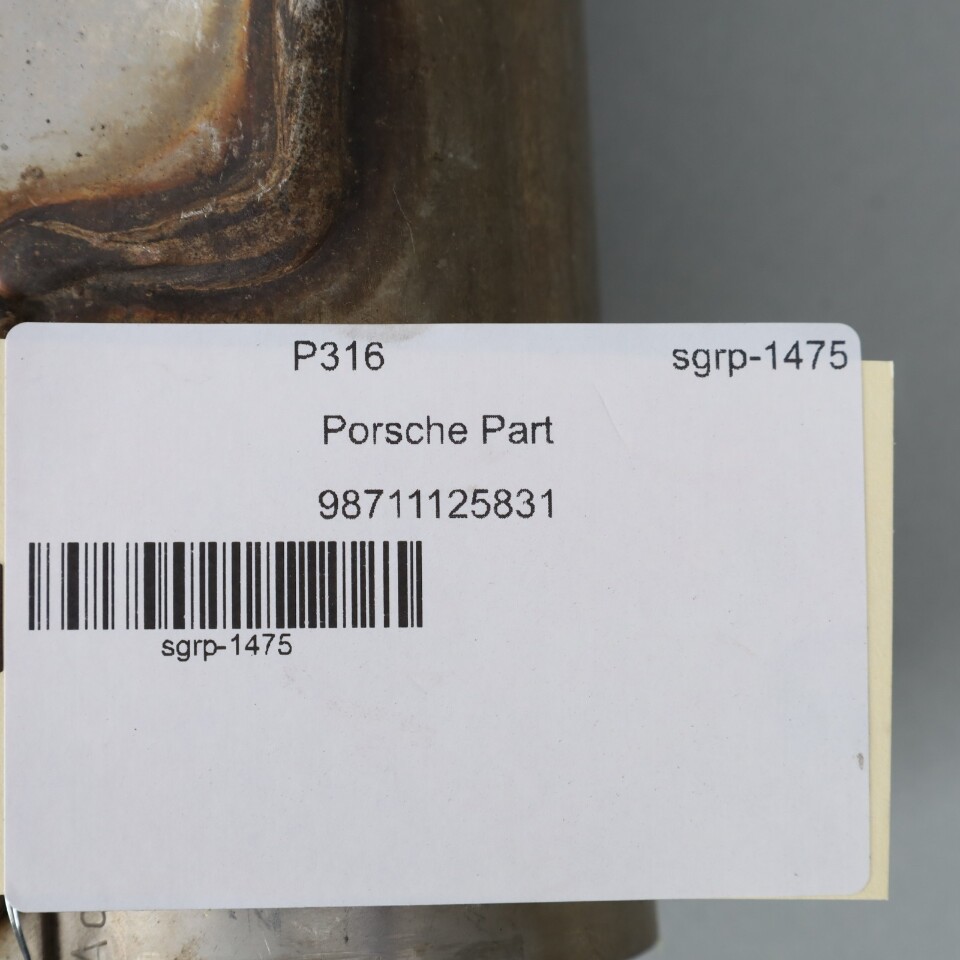 P316 sgrp-1475
Porsche Part
98711125831
sgrp-1475